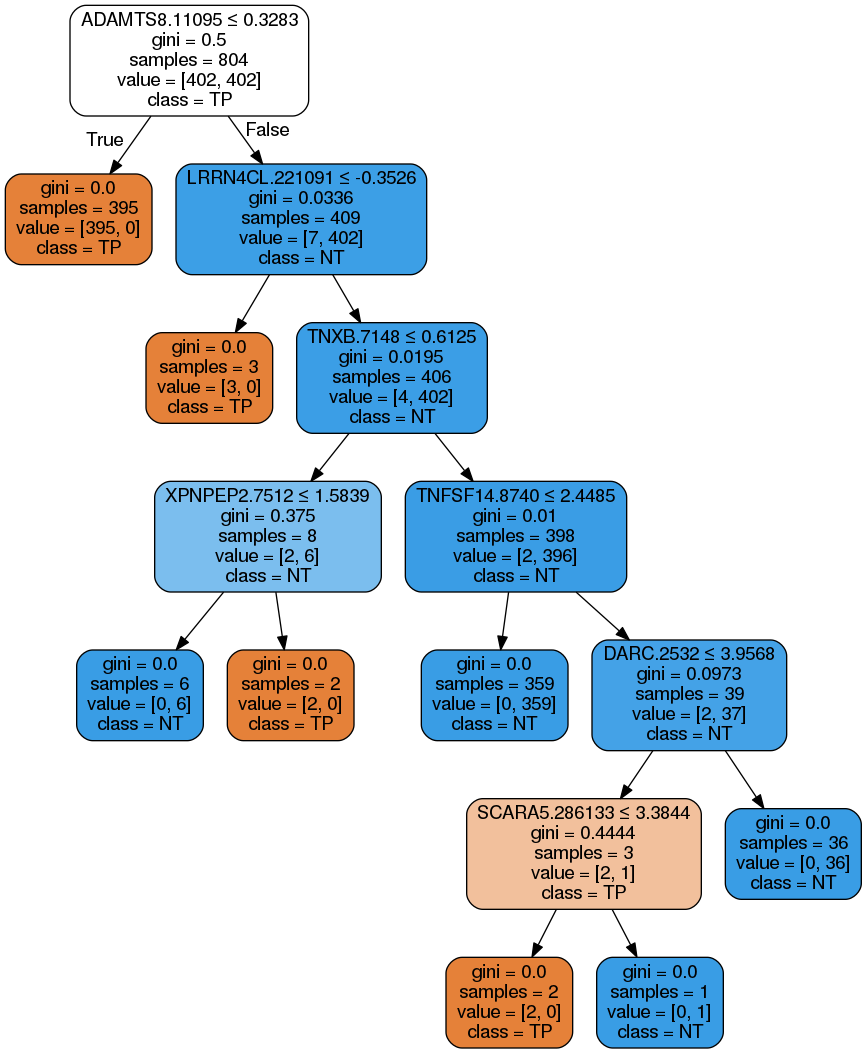 ADAMTS8.11095 ≤ 0.3283
gini = 0.5
samples = 804
value = [402, 402]
class = TP
True
False
gini = 0.0
samples = 395
value = [395, 0]
class = TP
LRRN4CL.221091 ≤ -0.3526
gini = 0.0336
samples = 409
value = [7, 402]
class = NT
gini = 0.0
samples = 3
value = [3, 0]
class = TP
TNXB.7148 ≤ 0.6125
gini = 0.0195
samples = 406
value = [4, 402]
class = NT
XPNPEP2.7512 ≤ 1.5839
gini = 0.375
samples = 8
value = [2, 6]
class = NT
TNFSF14.8740 ≤ 2.4485
gini = 0.01
samples = 398
value = [2, 396]
class = NT
gini = 0.0
samples = 6
value = [0, 6]
class = NT
gini = 0.0
samples = 2
value = [2, 0]
class = TP
gini = 0.0
samples = 359
value = [0, 359]
class = NT
DARC.2532 ≤ 3.9568
gini = 0.0973
samples = 39
value = [2, 37]
class = NT
SCARA5.286133 ≤ 3.3844
gini = 0.4444
samples = 3
value = [2, 1]
class = TP
gini = 0.0
samples = 36
value = [0, 36]
class = NT
gini = 0.0
samples = 2
value = [2, 0]
class = TP
gini = 0.0
samples = 1
value = [0, 1]
class = NT